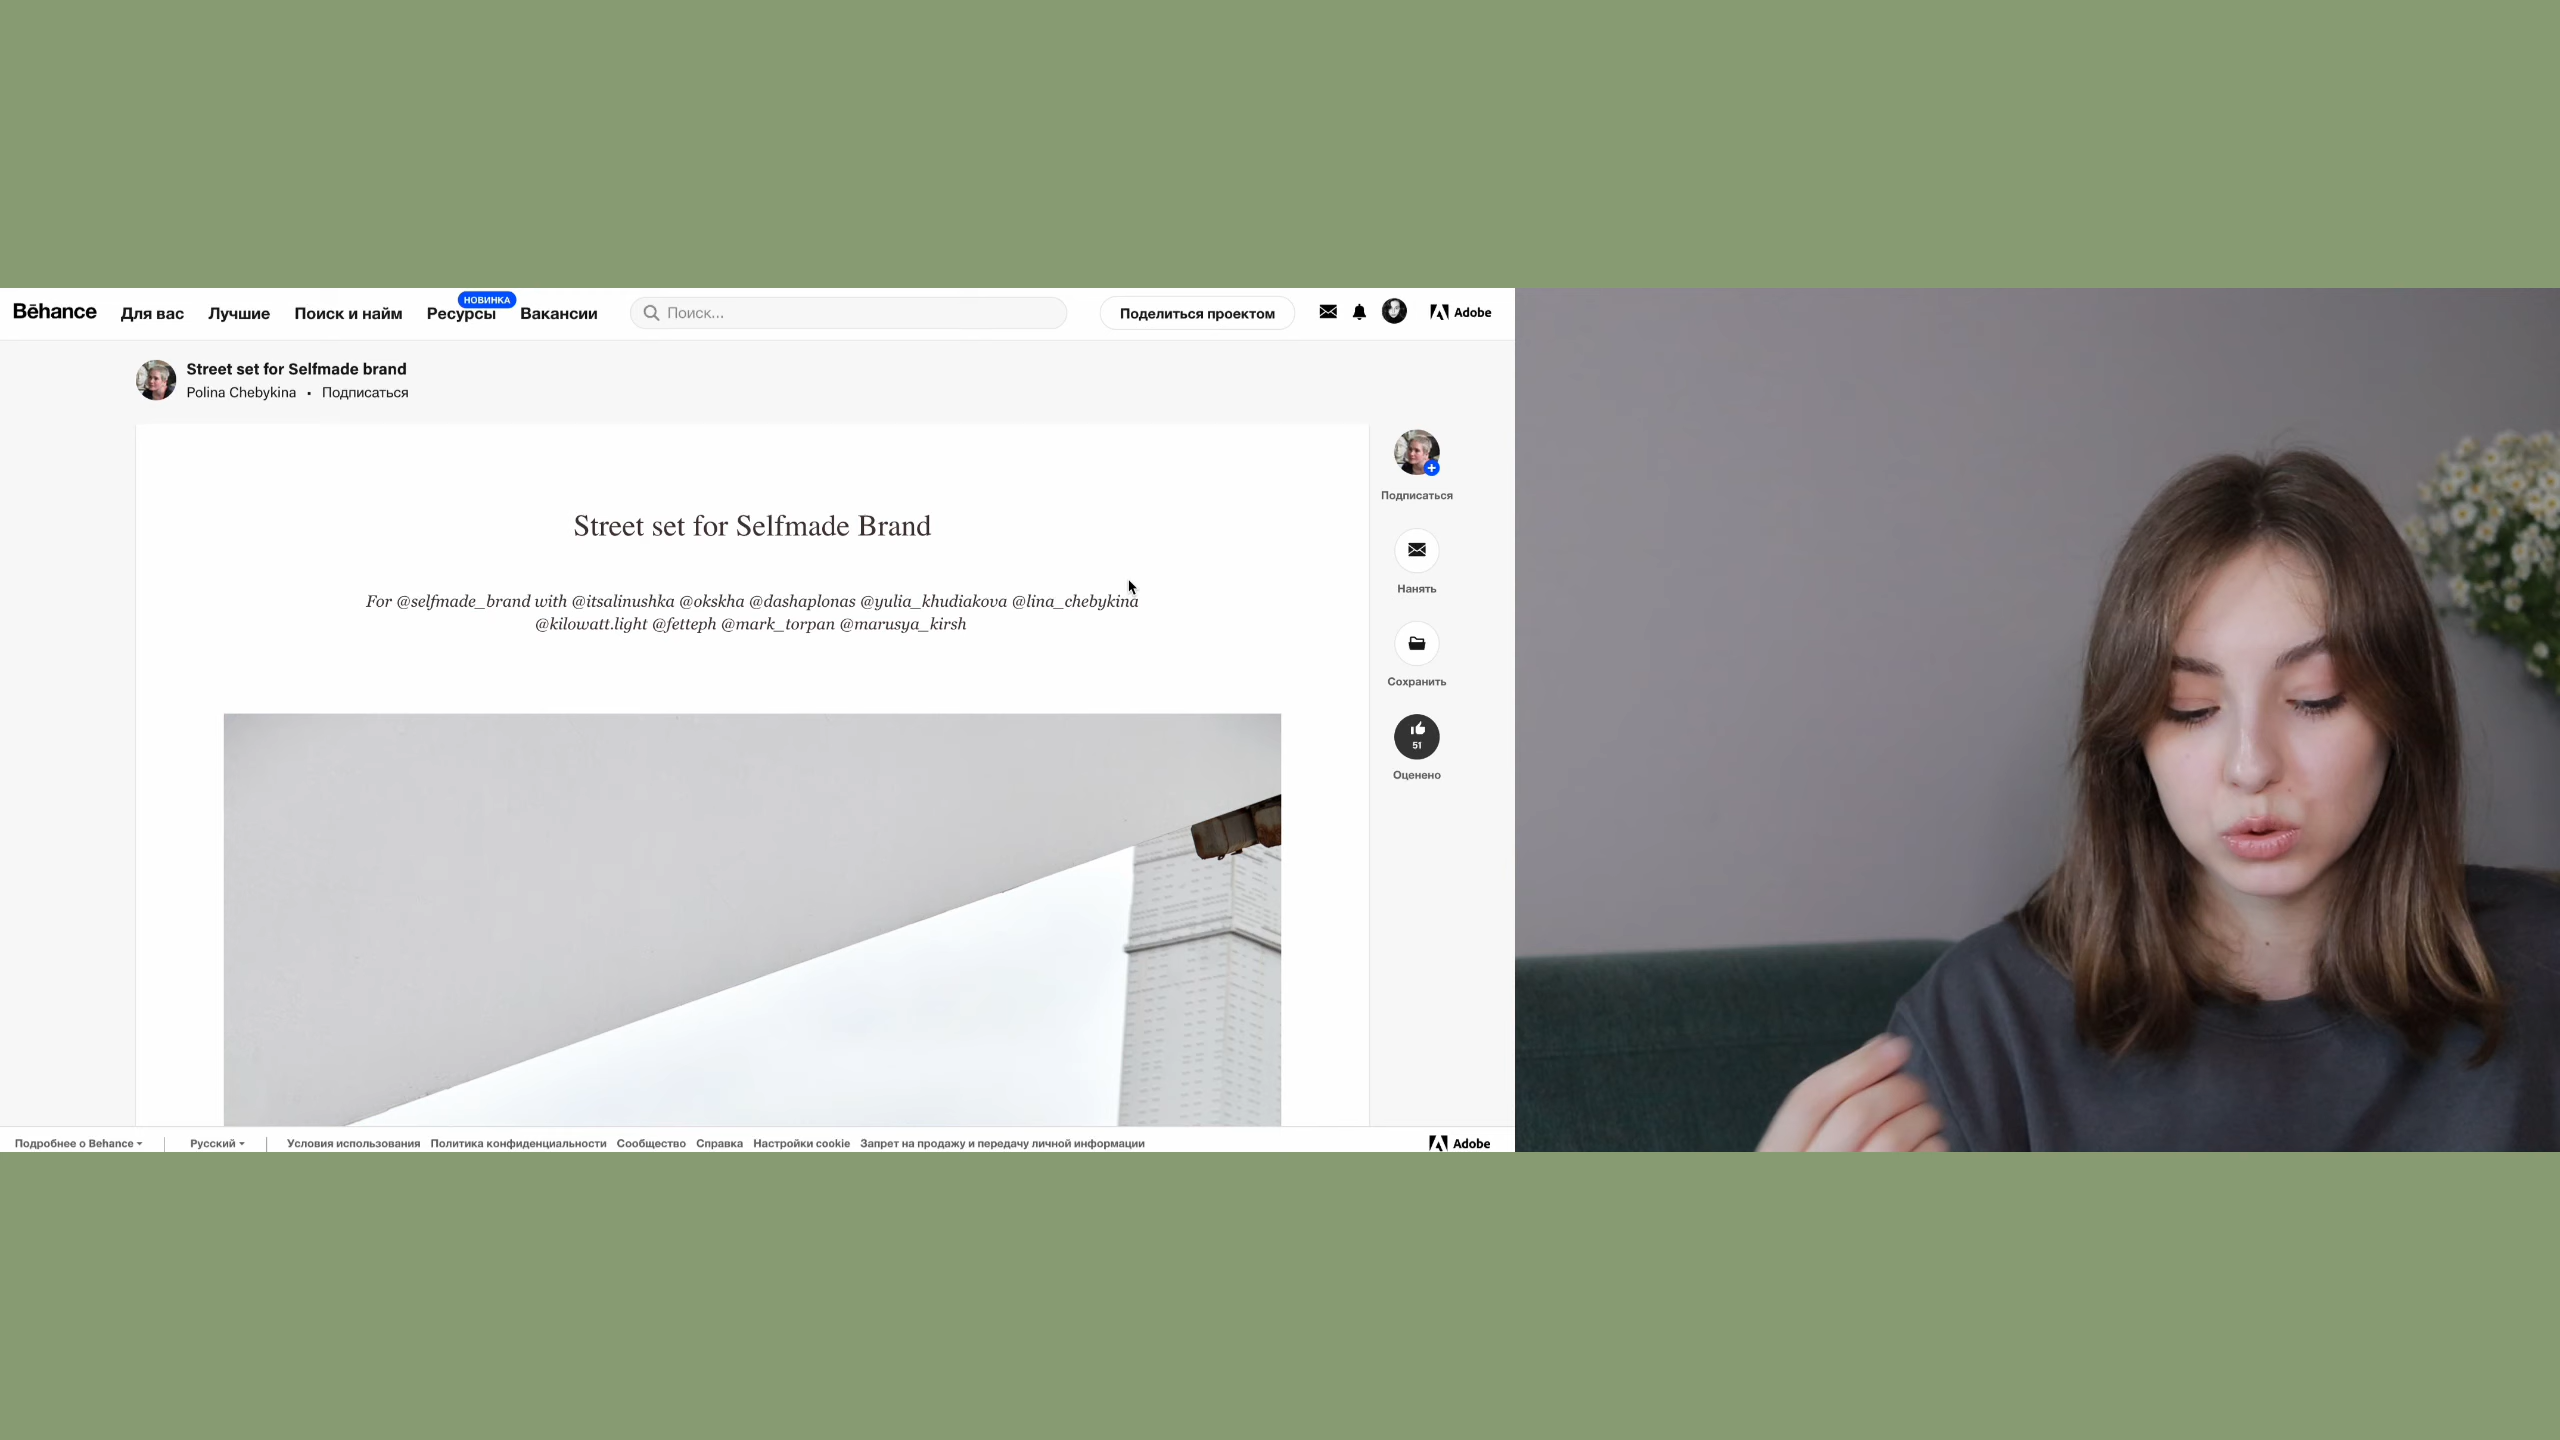 Bēhance Для вас Лучшие Поиск и найм Ресурсы НОВИНКА Вакансии Поиск... Поделиться проектом Adobe
Street set for Selfmade brand
Polina Chebykina • Подписаться
Street set for Selfmade Brand
For @selfmade_brand with @itsalinushka @okskha @dashaplonas @yulia_khudiakova @lina_chebykina
@kilowatt.light @fetteph @mark_torpan @marusya_kirsh
Подписаться
Нанять
Сохранить
51
Оценено
Подробнее о Behance Русский Условия использования Политика конфиденциальности Сообщество Справка Настройки cookie Запрет на продажу и передачу личной информации Adobe